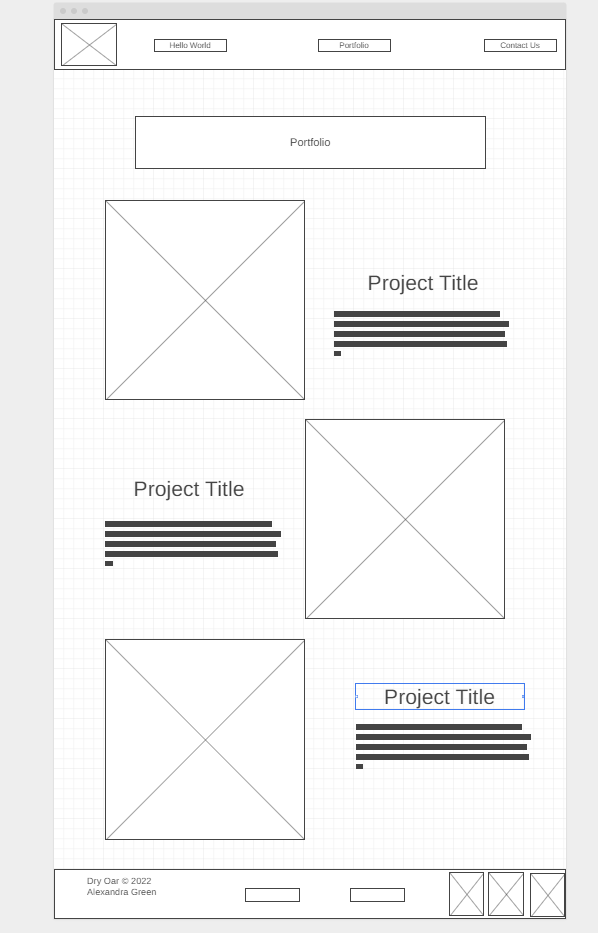 Hello World
Portfolio
Contact Us
Portfolio
Project Title
Project Title
Project Title
Dry Oar © 2022
Alexandra Green